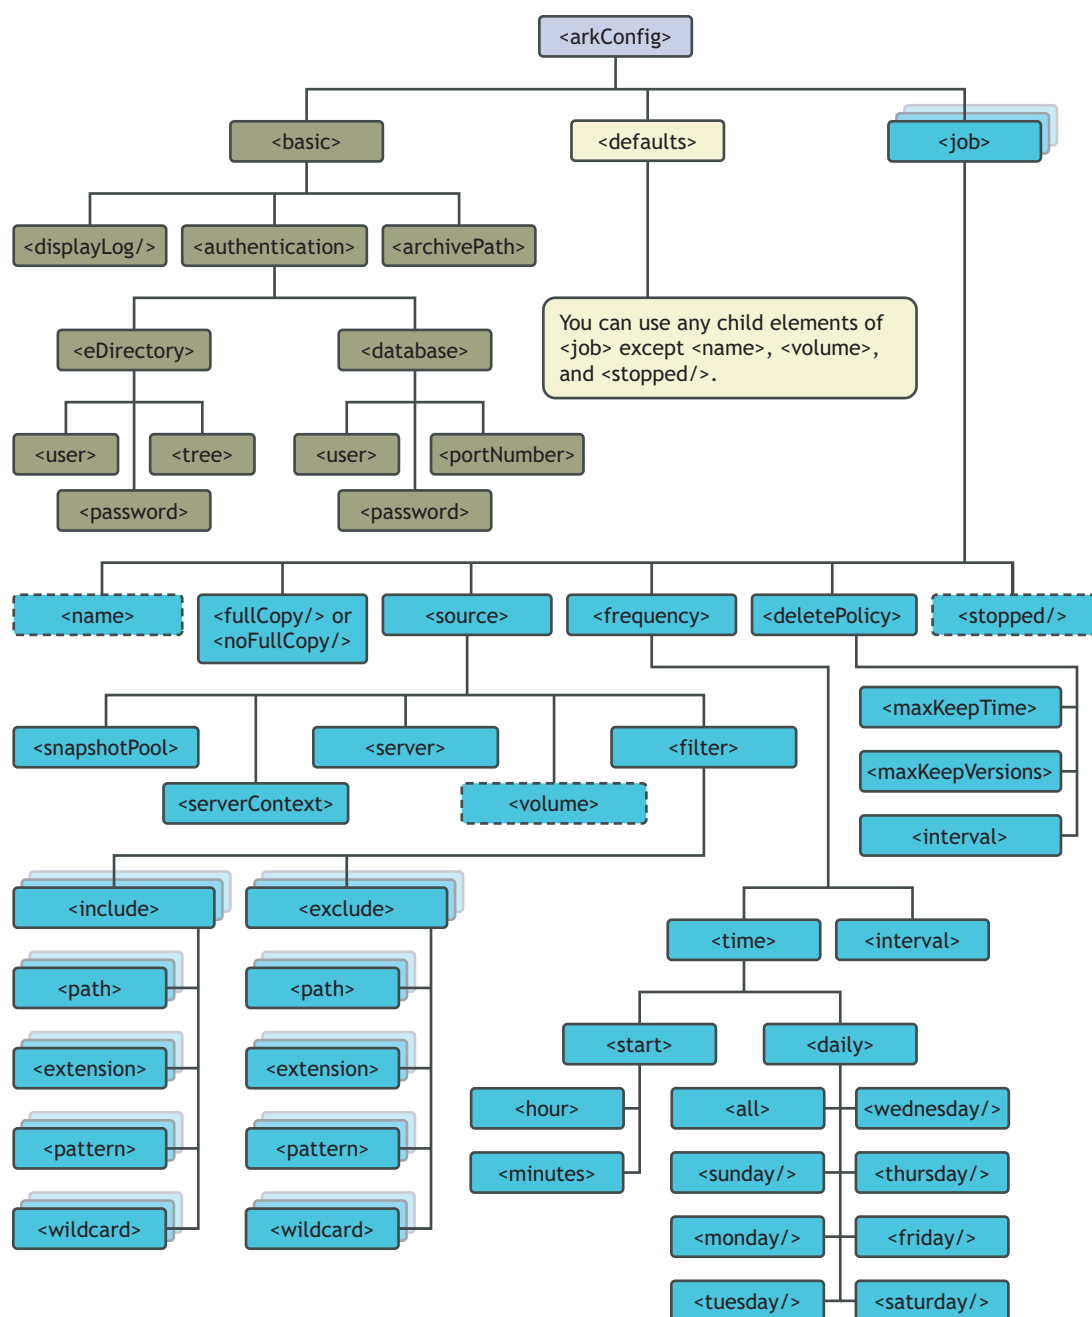 <arkConfig>
<basic>
<defaults>
<job>
<displayLog/>
<authentication>
<archivePath>
You can use any child elements of
<job> except <name>, <volume>,
and <stopped/>.
<eDirectory>
<database>
<user>
<tree>
<user>
<portNumber>
<password>
<password>
<name>
<fullCopy/> or
<noFullCopy/>
<source>
<frequency>
<deletePolicy>
<stopped/>
<maxKeepTime>
<snapshotPool>
<server>
<filter>
<maxKeepVersions>
<serverContext>
<volume>
<interval>
<include>
<exclude>
<time>
<interval>
<path>
<path>
<start>
<daily>
<extension>
<extension>
<hour>
<all>
<wednesday/>
<pattern>
<pattern>
<minutes>
<sunday/>
<thursday/>
<wildcard>
<wildcard>
<monday/>
<friday/>
<tuesday/>
<saturday/>